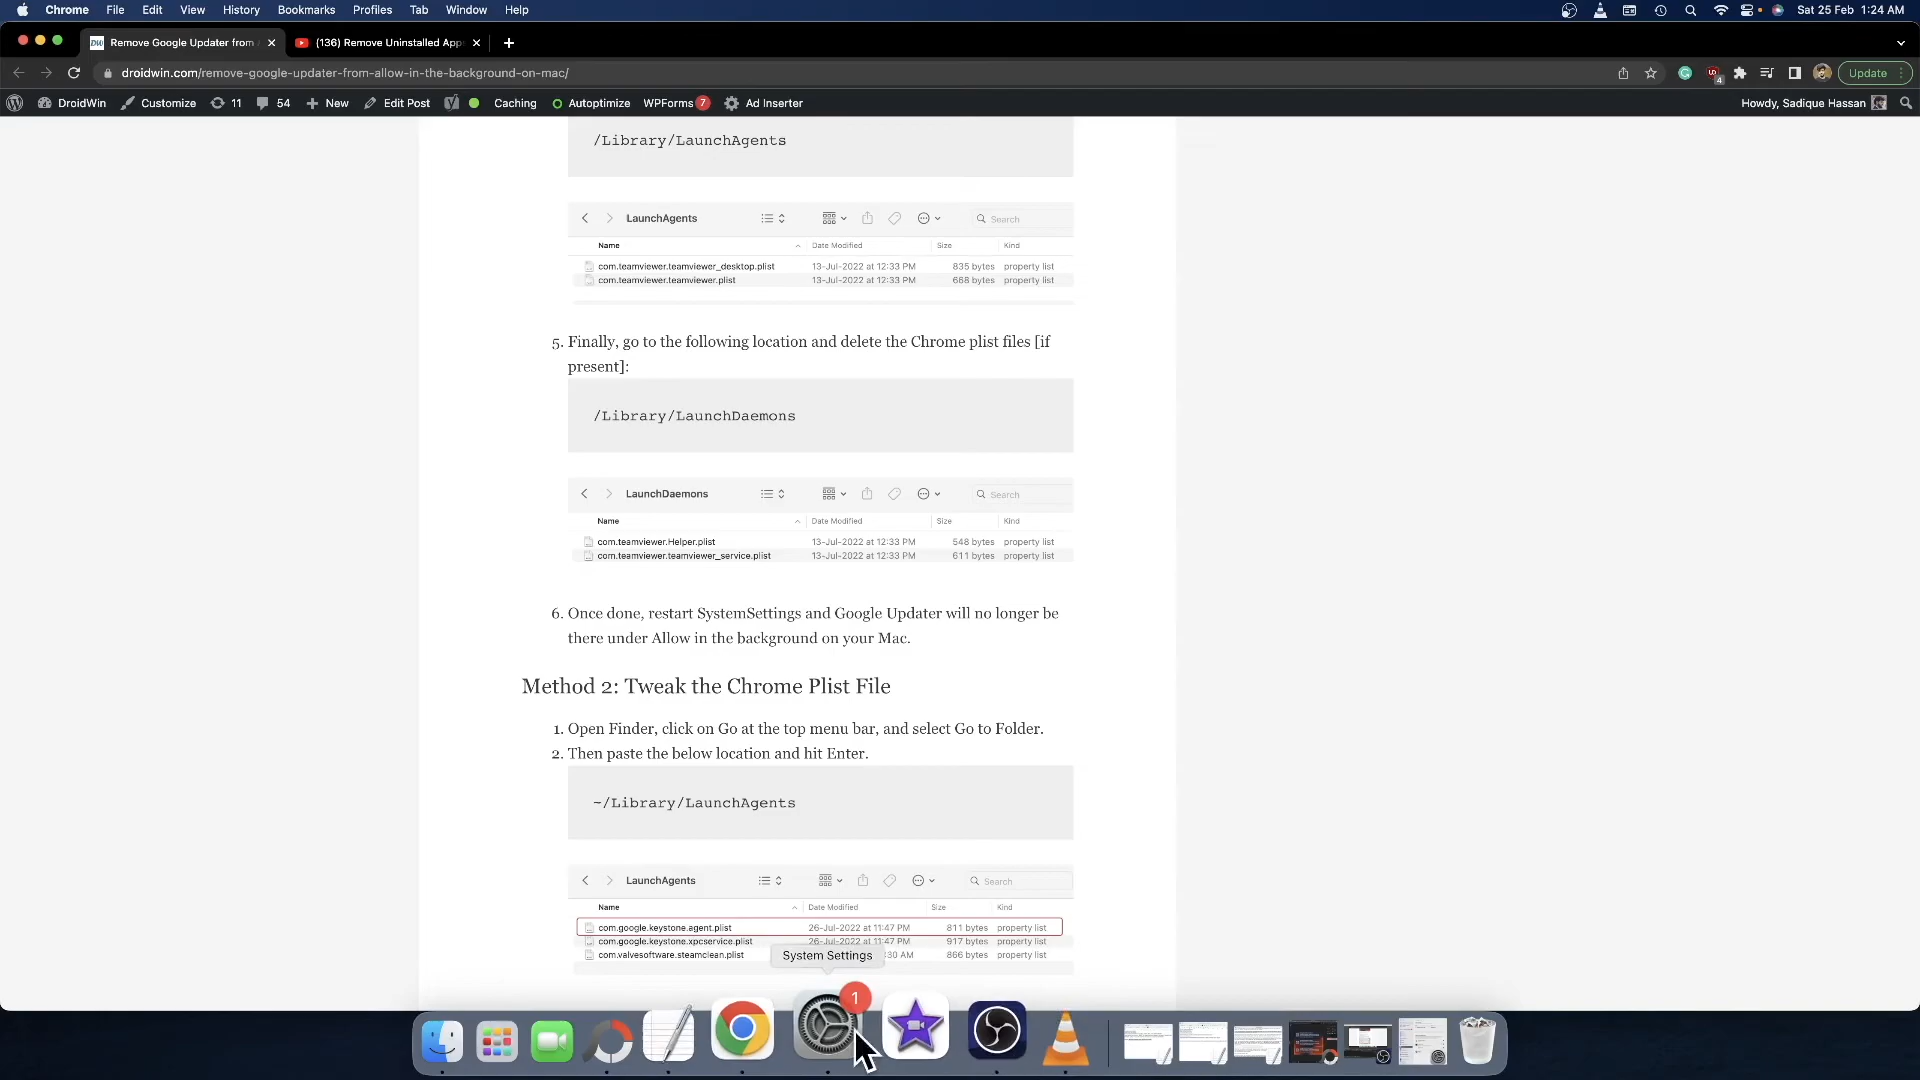 Chrome File Edit View History Bookmarks Profiles Tab Window Help Sat 25 Feb 1:24 AM
Remove Google Updater from (136) Remove Uninstalled App
droidwin.com/remove-google-updater-from-allow-in-the-background-on-mac/ Update
DroidWin Customize 11 54 New Edit Post Caching Autoptimize WPForms 7 Ad Inserter Howdy, Sadique Hassan
/Library/LaunchAgents
LaunchAgents Search
Name Date Modified Size Kind
com.teamviewer.teamviewer_desktop.plist 13-Jul-2022 at 12:33 PM 835 bytes property list
com.teamviewer.teamviewer.plist 13-Jul-2022 at 12:33 PM 668 bytes property list
5. Finally, go to the following location and delete the Chrome plist files [if
present]:
/Library/LaunchDaemons
LaunchDaemons Search
Name Date Modified Size Kind
com.teamviewer.Helper.plist 13-Jul-2022 at 12:33 PM 548 bytes property list
com.teamviewer.teamviewer_service.plist 13-Jul-2022 at 12:33 PM 611 bytes property list
6. Once done, restart SystemSettings and Google Updater will no longer be
there under Allow in the background on your Mac.
Method 2: Tweak the Chrome Plist File
1. Open Finder, click on Go at the top menu bar, and select Go to Folder.
2. Then paste the below location and hit Enter.
~/Library/LaunchAgents
LaunchAgents Search
Name Date Modified Size Kind
com.google.keystone.agent.plist 26-Jul-2022 at 11:47 PM 811 bytes property list
com.google.keystone.xpcservice.plist 26-Jul-2022 at 11:47 PM 917 bytes property list
com.valvesoftware.steamclean.plist :30 AM 866 bytes property list
System Settings
1